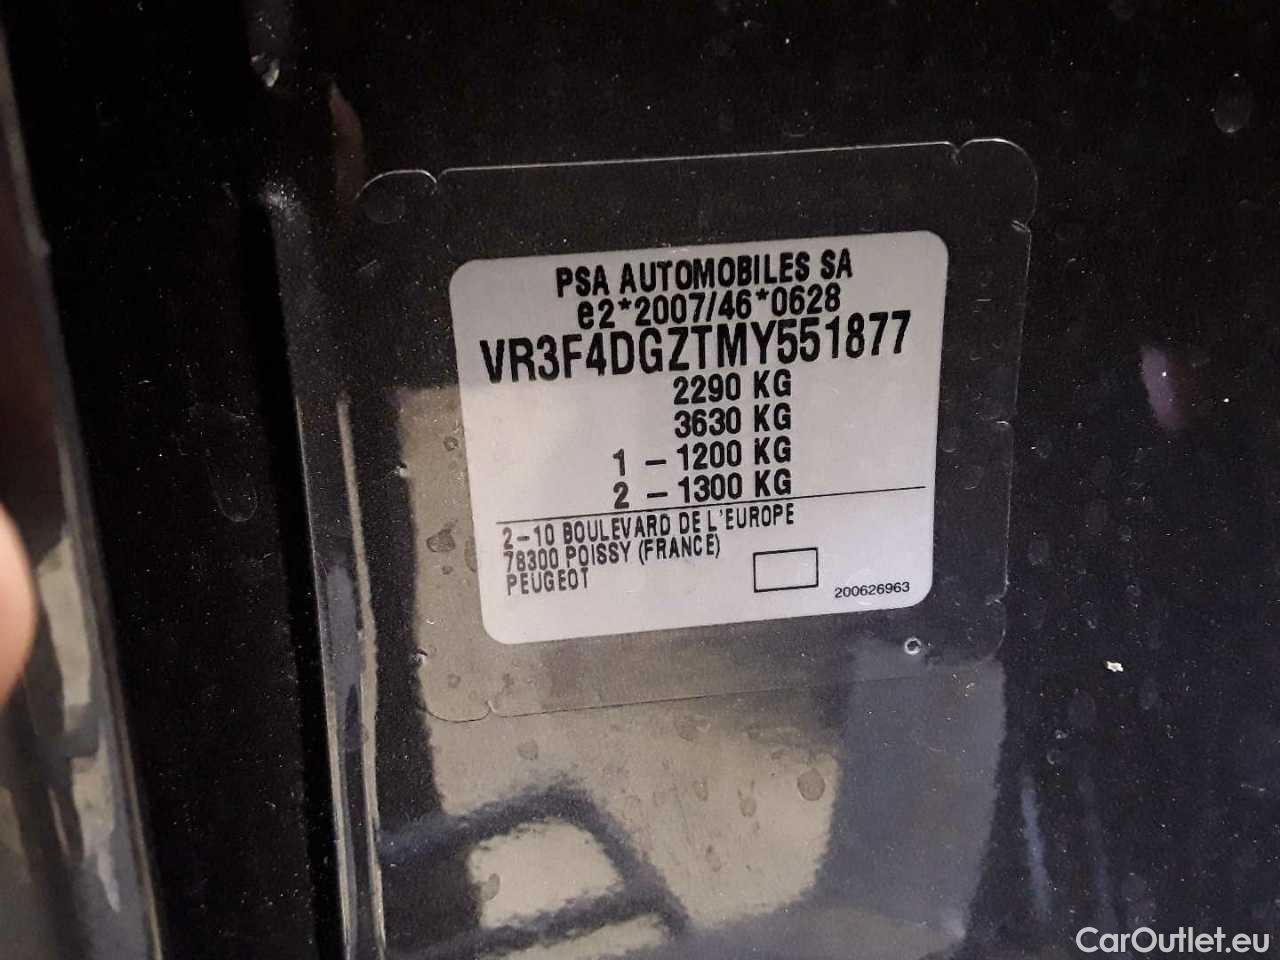 PSA AUTOMOBILES SA
e2*2007/46*0628
VR3F4DGZTMY551877
2290 KG
3630 KG
1 - 1200 KG
2 - 1300 KG
2-10 BOULEVARD DE L'EUROPE
78300 POISSY (FRANCE)
PEUGEOT
200626963
CarOutlet.eu